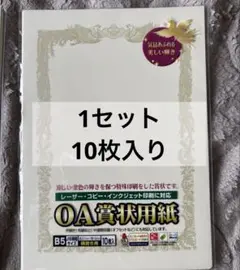 気品あふれる
美しい輝き
1セット
10枚入り
美しい金色の輝きを保つ特殊印刷をした賞状です。
レーザー・コピー・インクジェット印刷に対応
OA賞状用紙
B5
10枚